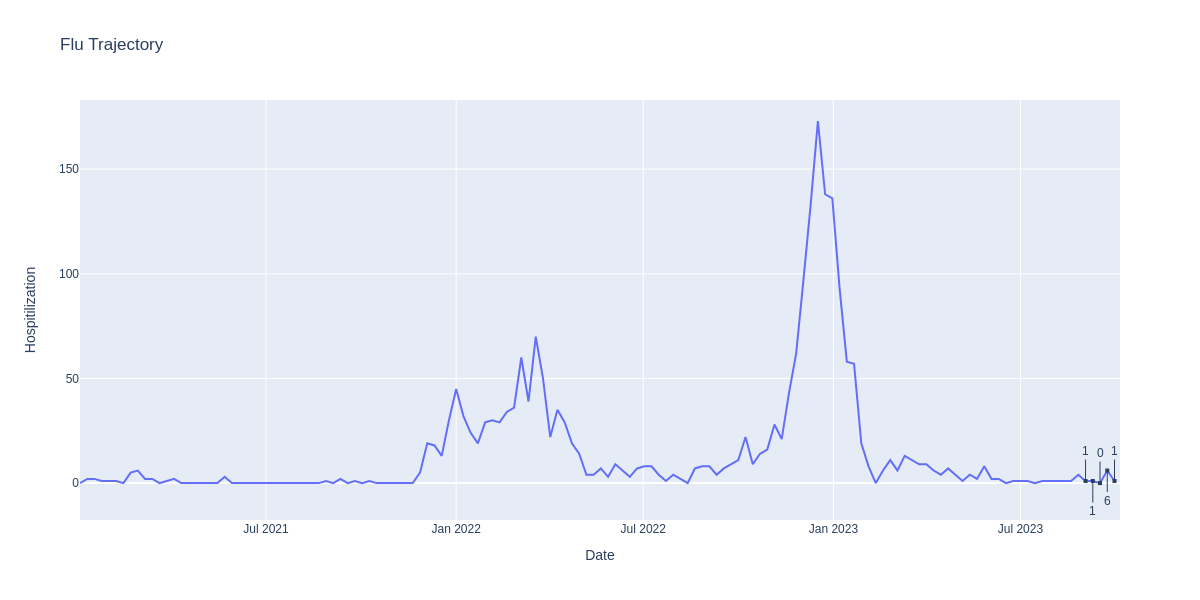 Flu Trajectory
Hospitilization
150
100
50
0
1
0
1
1
6
Jul 2021
Jan 2022
Jul 2022
Jan 2023
Jul 2023
Date